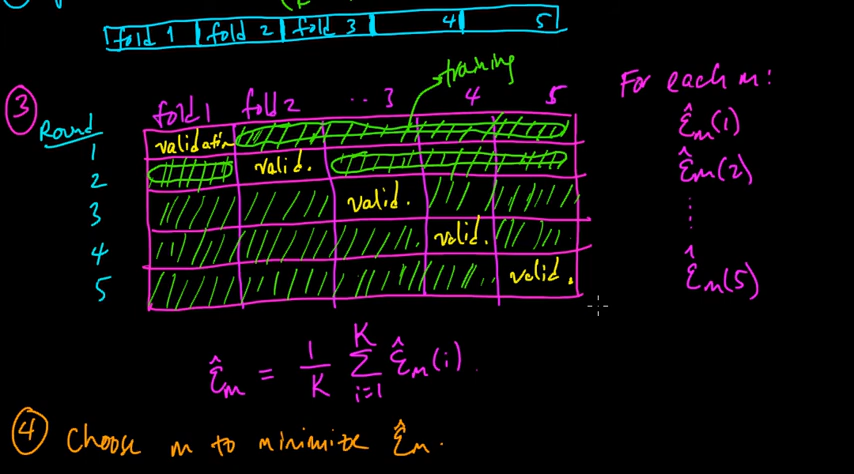 fold 1 fold 2 fold 3 4 5
training
③ fold 1 fold 2 .. 3 4 5
Round
1 validation
2 valid.
3 valid.
4 valid.
5 valid.
For each m:
Ê_m(1)
Ê_m(2)
⋮
Ê_m(5)
Ê_m = 1/K ∑_{i=1}^{K} Ê_m(i).
④ Choose m to minimize Ê_m.